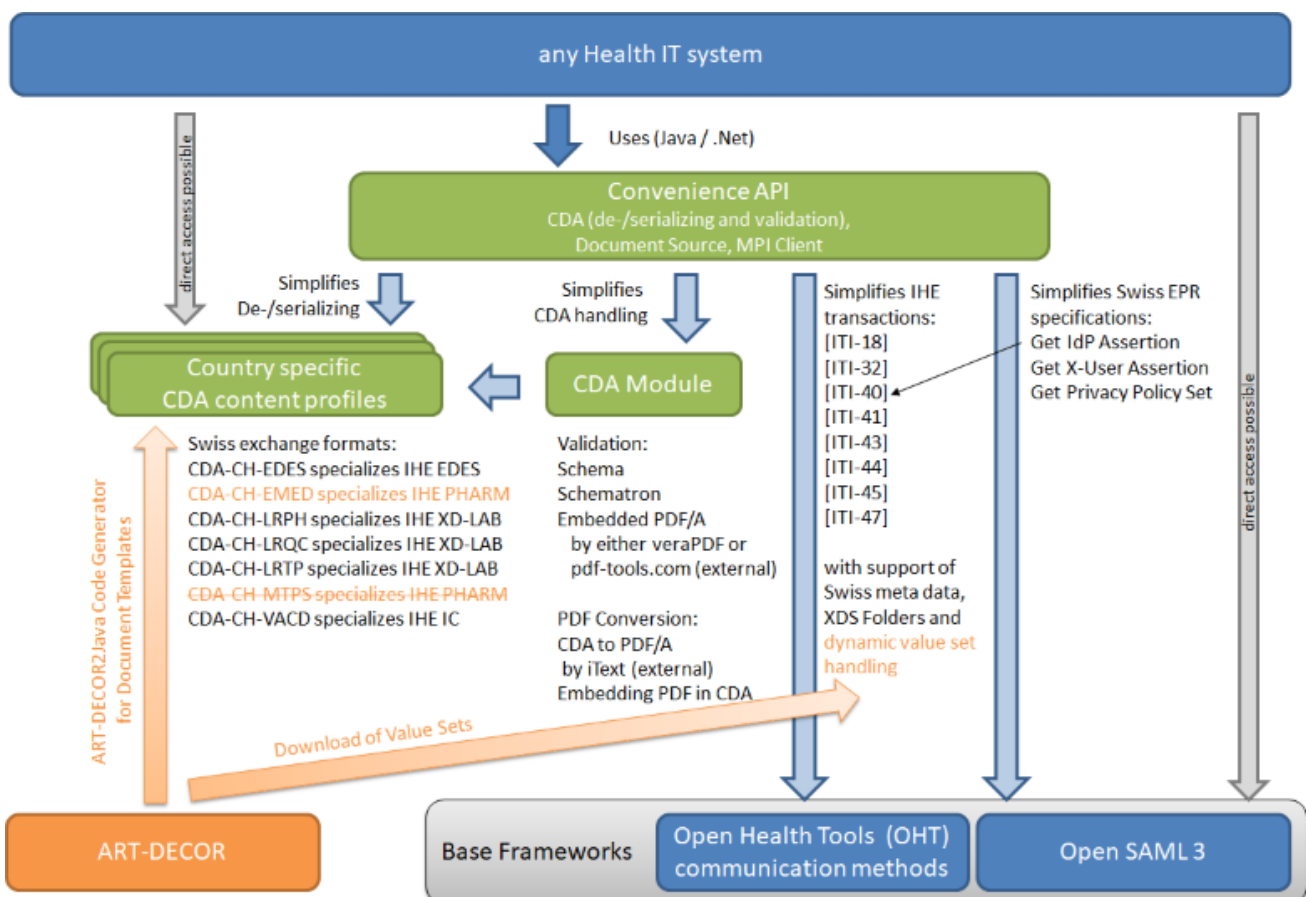 any Health IT system
direct access possible
Uses (Java / .Net)
Convenience API
CDA (de-/serializing and validation),
Document Source, MPI Client
Simplifies
De-/serializing
Simplifies
CDA handling
Simplifies IHE
transactions:
[ITI-18]
[ITI-32]
[ITI-40]
[ITI-41]
[ITI-43]
[ITI-44]
[ITI-45]
[ITI-47]
with support of
Swiss meta data,
XDS Folders and
dynamic value set
handling
Simplifies Swiss EPR
specifications:
Get IdP Assertion
Get X-User Assertion
Get Privacy Policy Set
direct access possible
Country specific
CDA content profiles
CDA Module
Swiss exchange formats:
CDA-CH-EDES specializes IHE EDES
CDA-CH-EMED specializes IHE PHARM
CDA-CH-LRPH specializes IHE XD-LAB
CDA-CH-LRQC specializes IHE XD-LAB
CDA-CH-LRTP specializes IHE XD-LAB
CDA-CH-MTPS specializes IHE PHARM
CDA-CH-VACD specializes IHE IC
Validation:
Schema
Schematron
Embedded PDF/A
by either veraPDF or
pdf-tools.com (external)
PDF Conversion:
CDA to PDF/A
by iText (external)
Embedding PDF in CDA
ART-DECOR2Java Code Generator
for Document Templates
Download of Value Sets
ART-DECOR
Base Frameworks
Open Health Tools (OHT)
communication methods
Open SAML 3